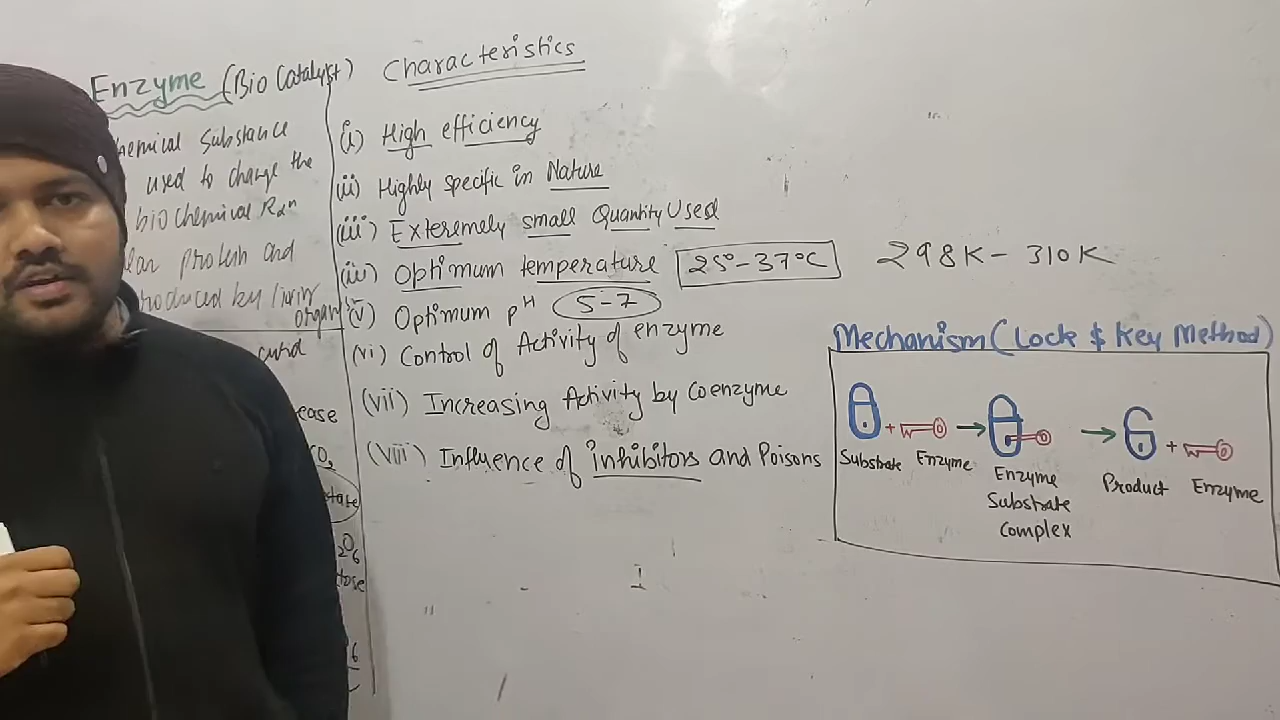 Enzyme (Bio Catalyst)
hemical Substance
used to change the
bio chemical Rxn
protein and
roduced by living
organ
ease
Characteristics
(i) High efficiency
(ii) Highly specific in Nature
(iii) Exteremely small Quantity Used
(iv) Optimum temperature 25°-37°C 298K - 310K
(v) Optimum pH 5-7
(vi) Control of Activity of enzyme
(vii) Increasing Activity by Coenzyme
(viii) Influence of inhibitors and Poisons
Mechanism (Lock & Key Method)
+ → → +
Substrate Enzyme Enzyme Substrate Complex Product Enzyme